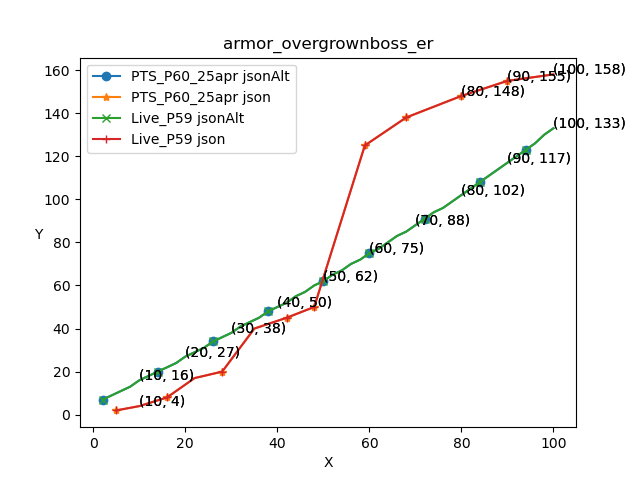 armor_overgrownboss_er
PTS_P60_25apr jsonAlt
PTS_P60_25apr json
Live_P59 jsonAlt
Live_P59 json
160
140
120
100
80
60
40
20
0
Y
(100, 158)
(90, 155)
(80, 148)
(100, 133)
(90, 117)
(80, 102)
(70, 88)
(60, 75)
(50, 62)
(40, 50)
(30, 38)
(20, 27)
(10, 16)
(10, 4)
0 20 40 60 80 100
X